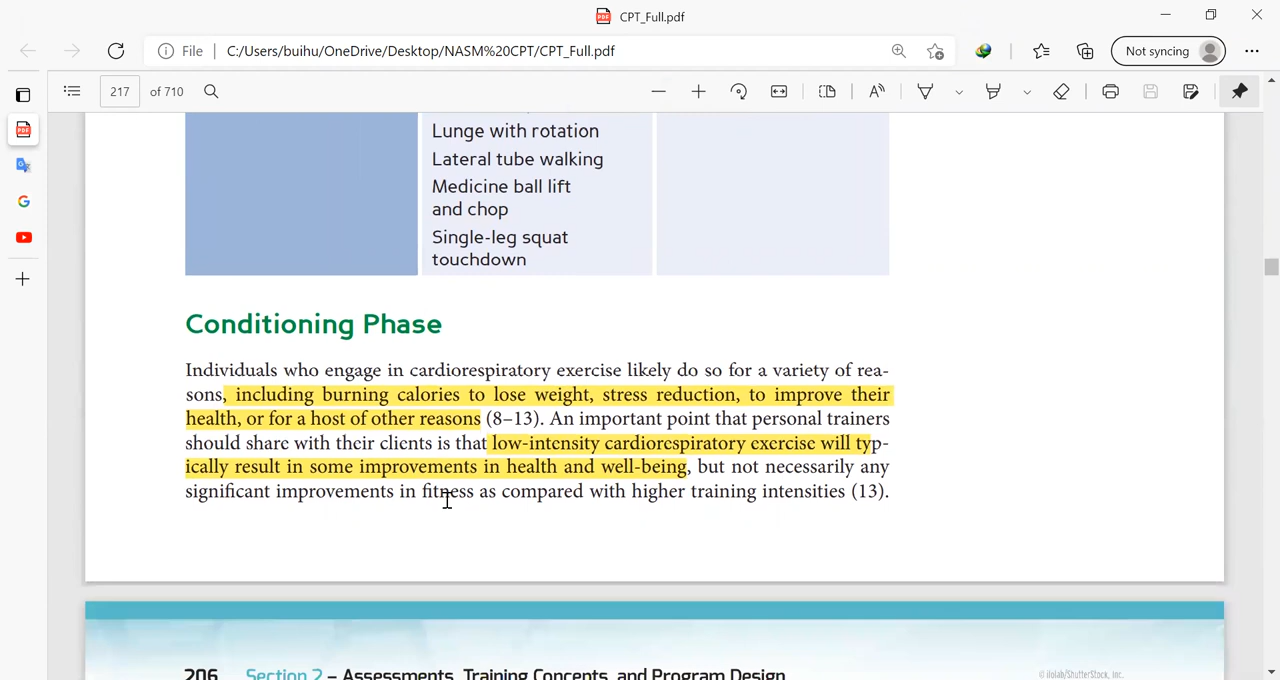 CPT_Full.pdf
File
C:/Users/buihu/OneDrive/Desktop/NASM%20CPT/CPT_Full.pdf
Not syncing
217 of 710
Lunge with rotation
Lateral tube walking
Medicine ball lift
and chop
Single-leg squat
touchdown
Conditioning Phase
Individuals who engage in cardiorespiratory exercise likely do so for a variety of rea-
sons, including burning calories to lose weight, stress reduction, to improve their
health, or for a host of other reasons (8–13). An important point that personal trainers
should share with their clients is that low-intensity cardiorespiratory exercise will typ-
ically result in some improvements in health and well-being, but not necessarily any
significant improvements in fitness as compared with higher training intensities (13).
206 Section 2 – Assessments, Training Concepts, and Program Design
© ilolab/ShutterStock, Inc.